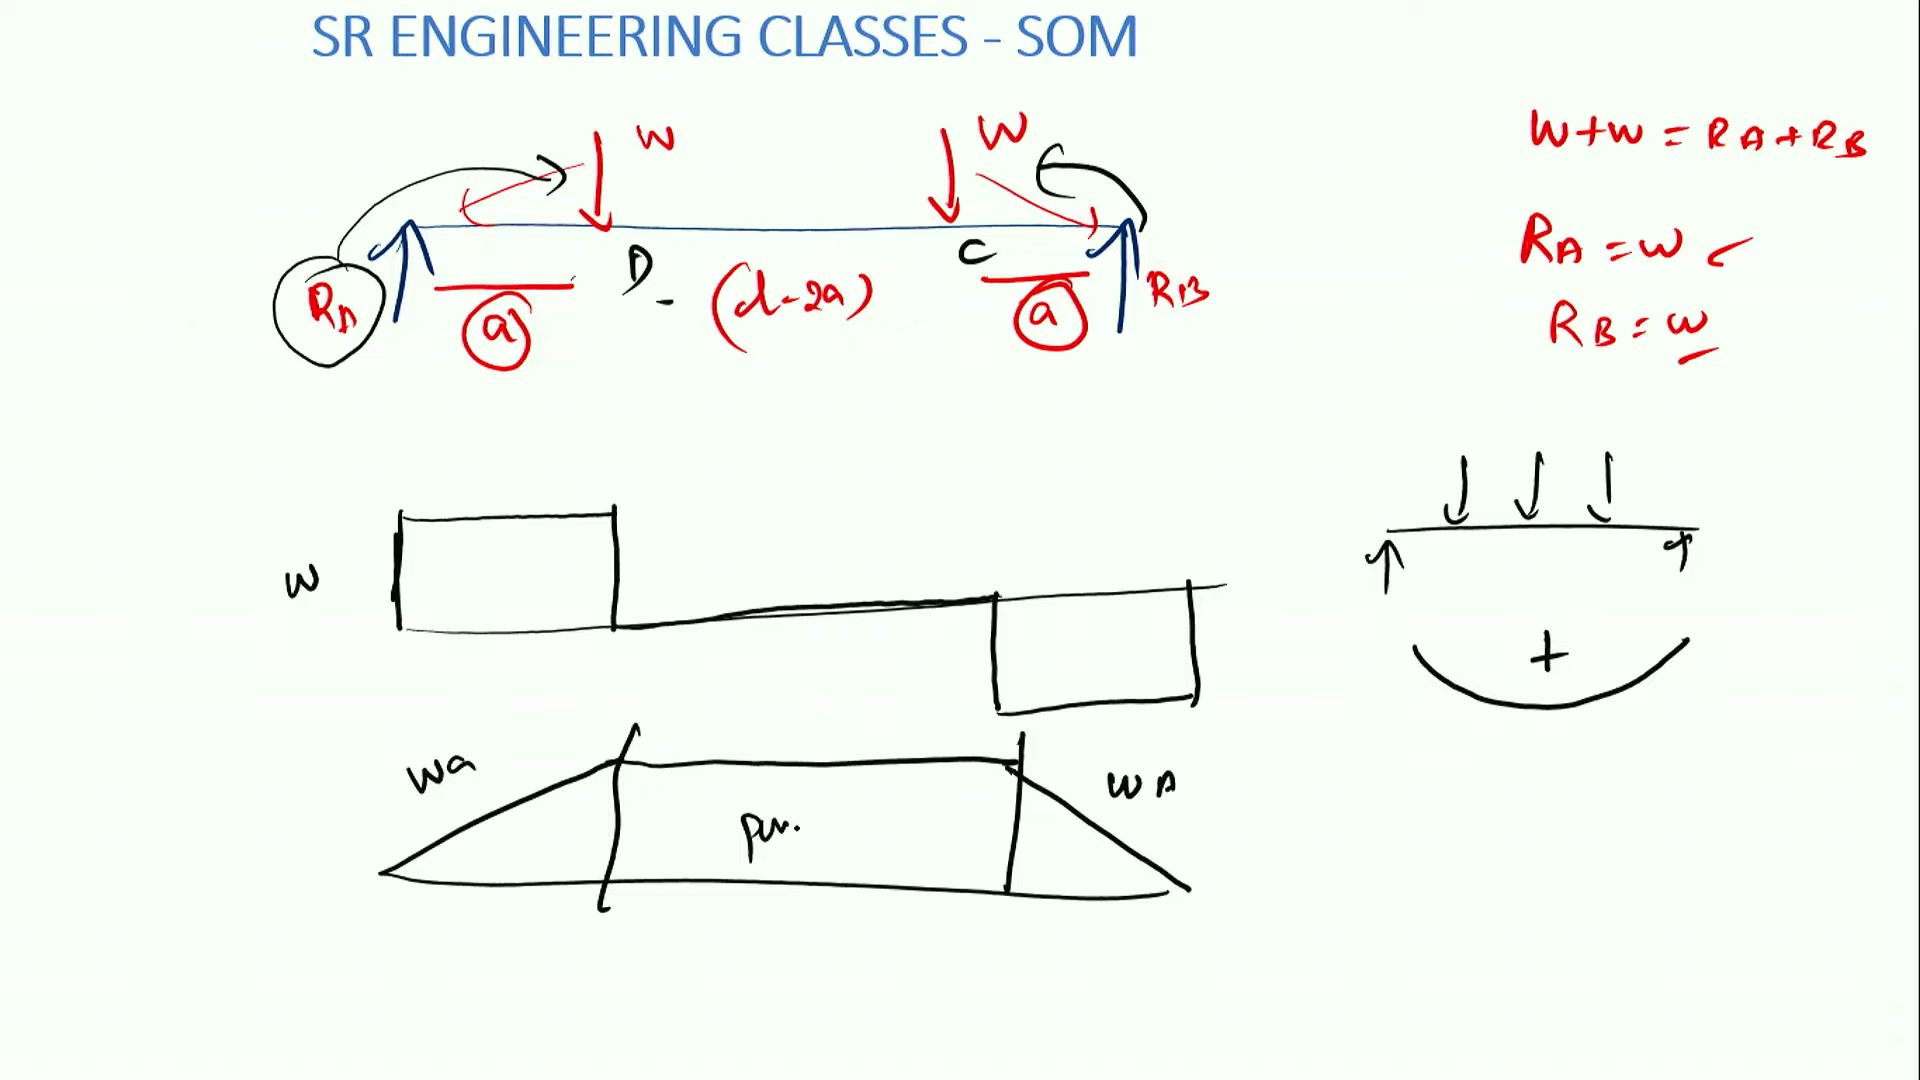 SR ENGINEERING CLASSES - SOM
W W
W+W = RA+RB
D C
RA = W
RA a (d-2a) a RB
RB = W
W
+
Wa WA